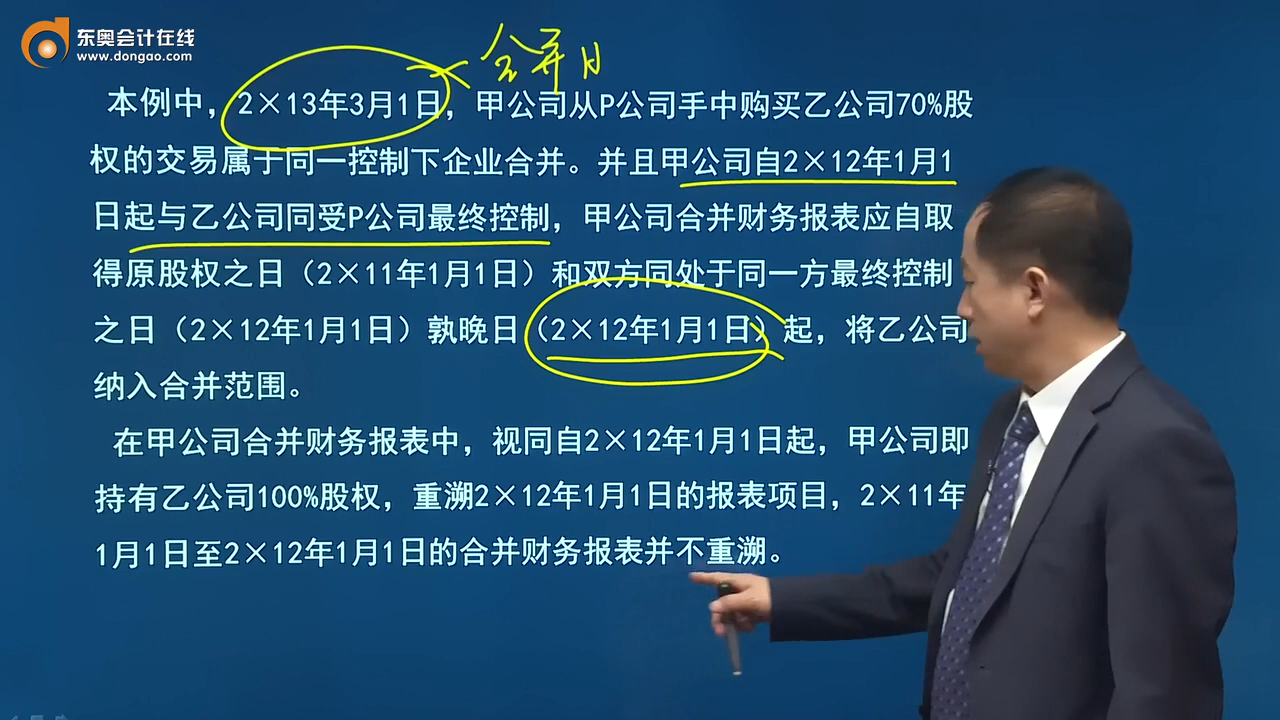 东奥会计在线
www.dongao.com
合并日
本例中，2×13年3月1日，甲公司从P公司手中购买乙公司70%股
权的交易属于同一控制下企业合并。并且甲公司自2×12年1月1
日起与乙公司同受P公司最终控制，甲公司合并财务报表应自取
得原股权之日（2×11年1月1日）和双方同处于同一方最终控制
之日（2×12年1月1日）孰晚日（2×12年1月1日）起，将乙公司
纳入合并范围。
在甲公司合并财务报表中，视同自2×12年1月1日起，甲公司即
持有乙公司100%股权，重溯2×12年1月1日的报表项目，2×11年
1月1日至2×12年1月1日的合并财务报表并不重溯。